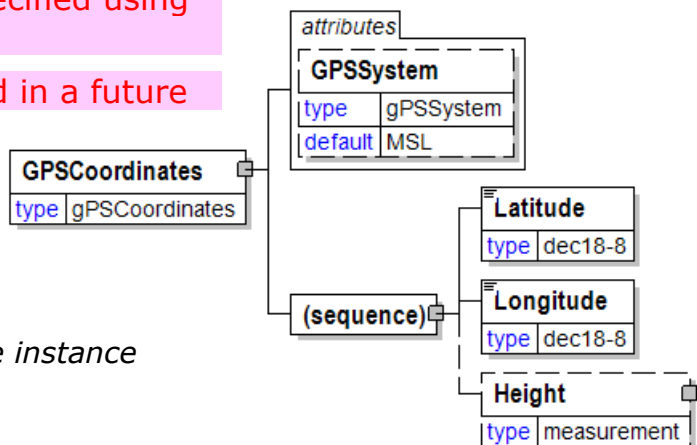 using
d in a future
attributes
GPSSystem
type gPSSystem
default MSL
GPSCoordinates
type gPSCoordinates
Latitude
type dec18-8
(sequence)
Longitude
type dec18-8
e instance
Height
type measurement